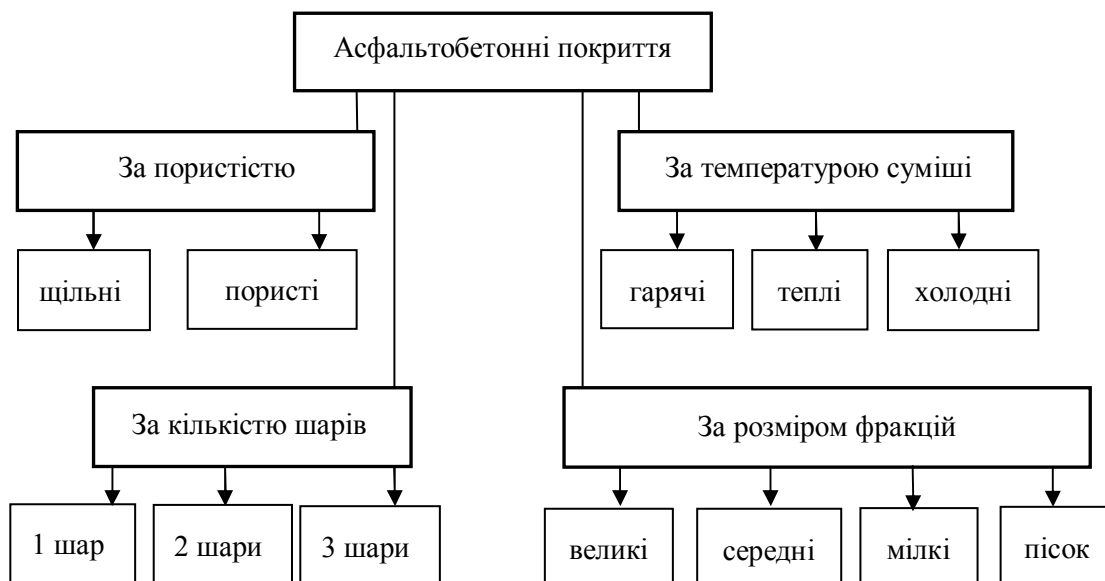 Асфальтобетонні покриття
За пористістю
За температурою суміші
щільні
пористі
гарячі
теплі
холодні
За кількістю шарів
За розміром фракцій
1 шар
2 шари
3 шари
великі
середні
мілкі
пісок